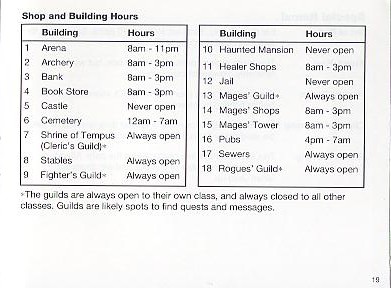 Shop and Building Hours
Building Hours
1 Arena 8am - 11pm
2 Archery 8am - 3pm
3 Bank 8am - 3pm
4 Book Store 8am - 3pm
5 Castle Never open
6 Cemetery 12am - 7am
7 Shrine of Tempus Always open
(Cleric's Guild)*
8 Stables Always open
9 Fighter's Guild* Always open
Building Hours
10 Haunted Mansion Never open
11 Healer Shops 8am - 3pm
12 Jail Never open
13 Mages' Guild* Always open
14 Mages' Shops 8am - 3pm
15 Mages' Tower 8am - 3pm
16 Pubs 4pm - 7am
17 Sewers Always open
18 Rogues' Guild* Always open
*The guilds are always open to their own class, and always closed to all other
classes. Guilds are likely spots to find quests and messages.
19